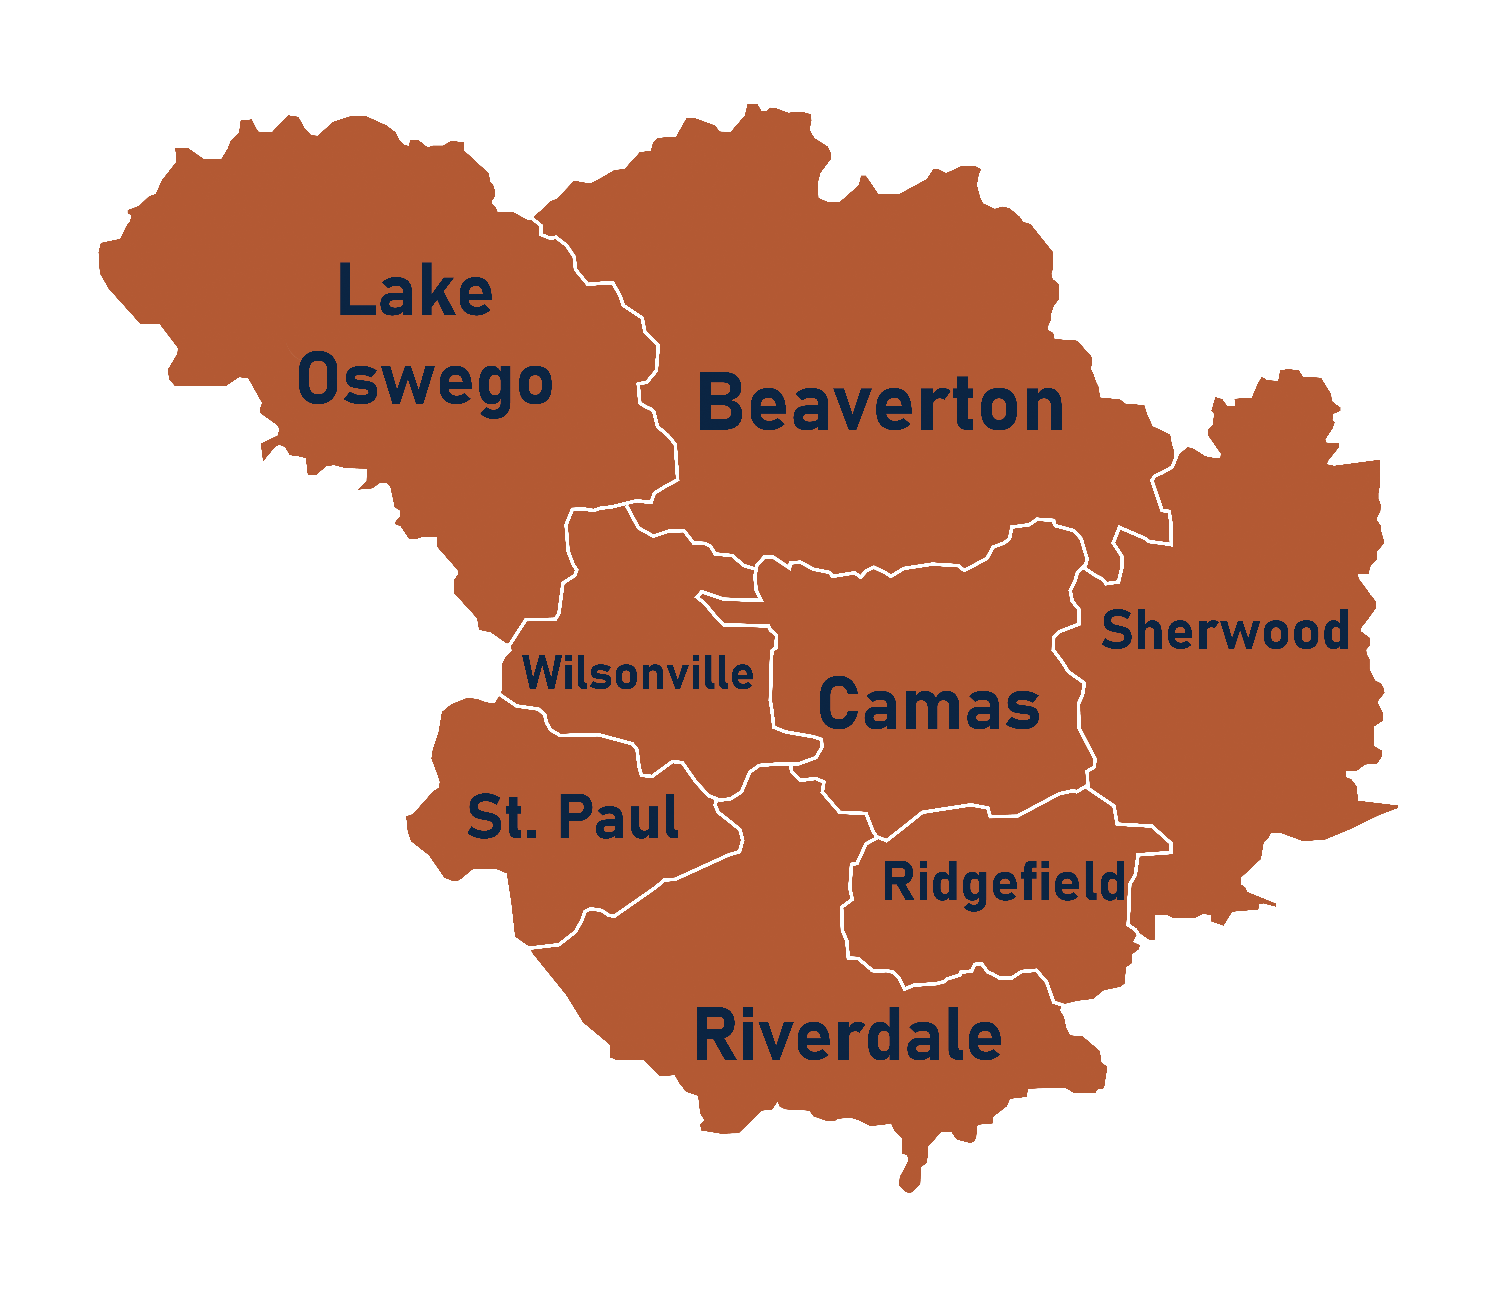 Lake
Oswego
Beaverton
Sherwood
Wilsonville
Camas
St. Paul
Ridgefield
Riverdale